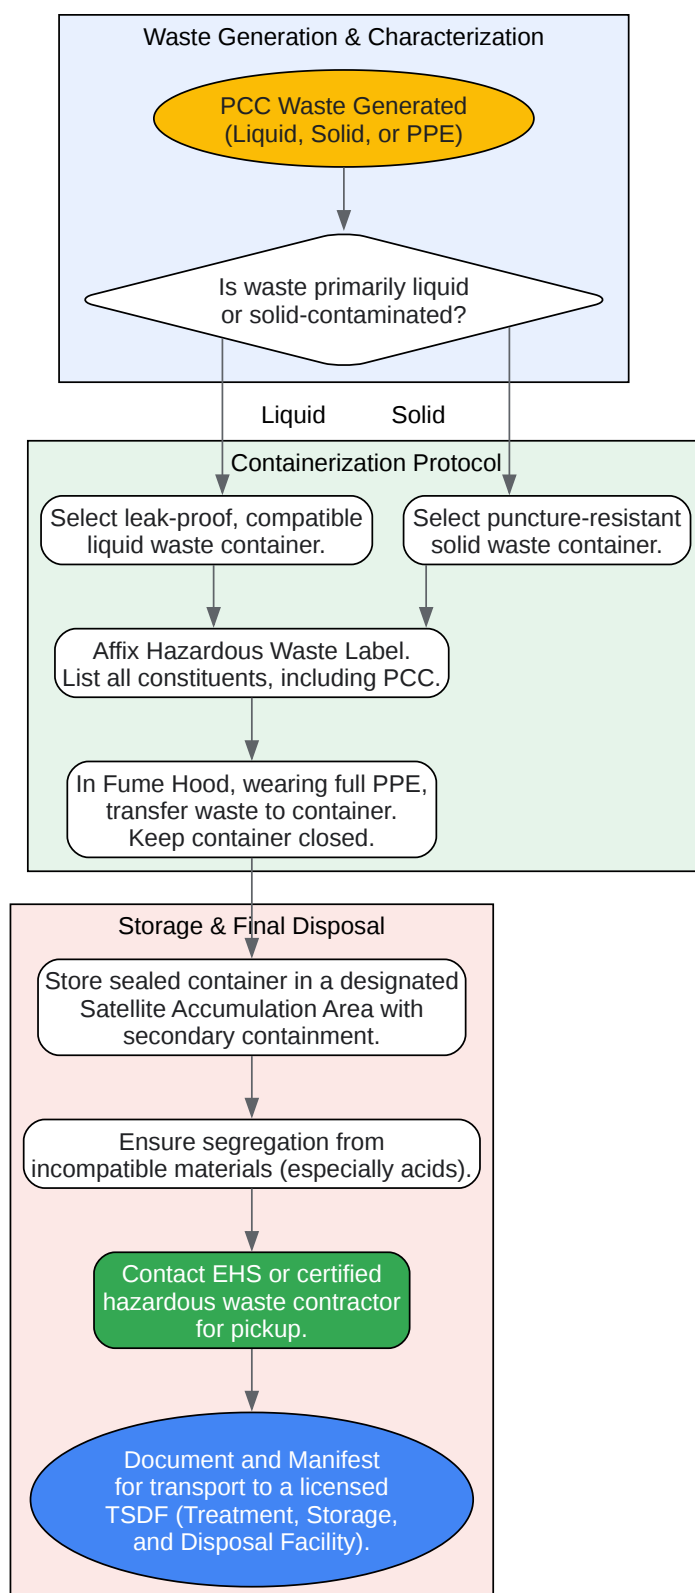 Waste Generation & Characterization
PCC Waste Generated
(Liquid, Solid, or PPE)
Is waste primarily liquid
or solid-contaminated?
Liquid
Solid
Containerization Protocol
Select leak-proof, compatible
liquid waste container.
Select puncture-resistant
solid waste container.
Affix Hazardous Waste Label.
List all constituents, including PCC.
In Fume Hood, wearing full PPE,
transfer waste to container.
Keep container closed.
Storage & Final Disposal
Store sealed container in a designated
Satellite Accumulation Area with
secondary containment.
Ensure segregation from
incompatible materials (especially acids).
Contact EHS or certified
hazardous waste contractor
for pickup.
Document and Manifest
for transport to a licensed
TSDF (Treatment, Storage,
and Disposal Facility).